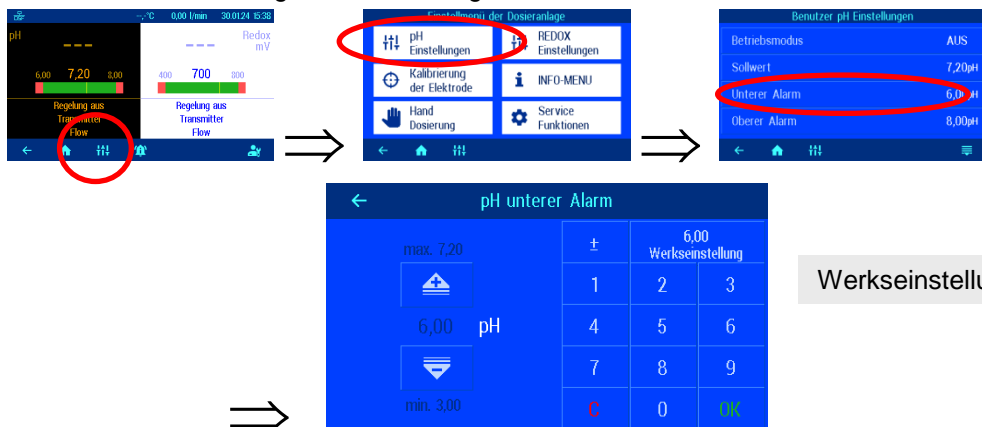 -,-°C 0,00 l/min 30.01.24 15:38
pH --- --- Redox
mV
6,00 7,20 8,00 400 700 800
Regelung aus Regelung aus
Transmitter Transmitter
Flow Flow
Einstellmenü der Dosieranlage
pH
Einstellungen
REDOX
Einstellungen
Kalibrierung
der Elektrode
INFO-MENU
Hand
Dosierung
Service
Funktionen
Benutzer pH Einstellungen
Betriebsmodus AUS
Sollwert 7,20pH
Unterer Alarm 6,00pH
Oberer Alarm 8,00pH
pH unterer Alarm
max. 7,20
± 6,00
Werkseinstellung
1 2 3
6,00 pH
4 5 6
7 8 9
min. 3,00
C 0 OK
Werkseinstellu